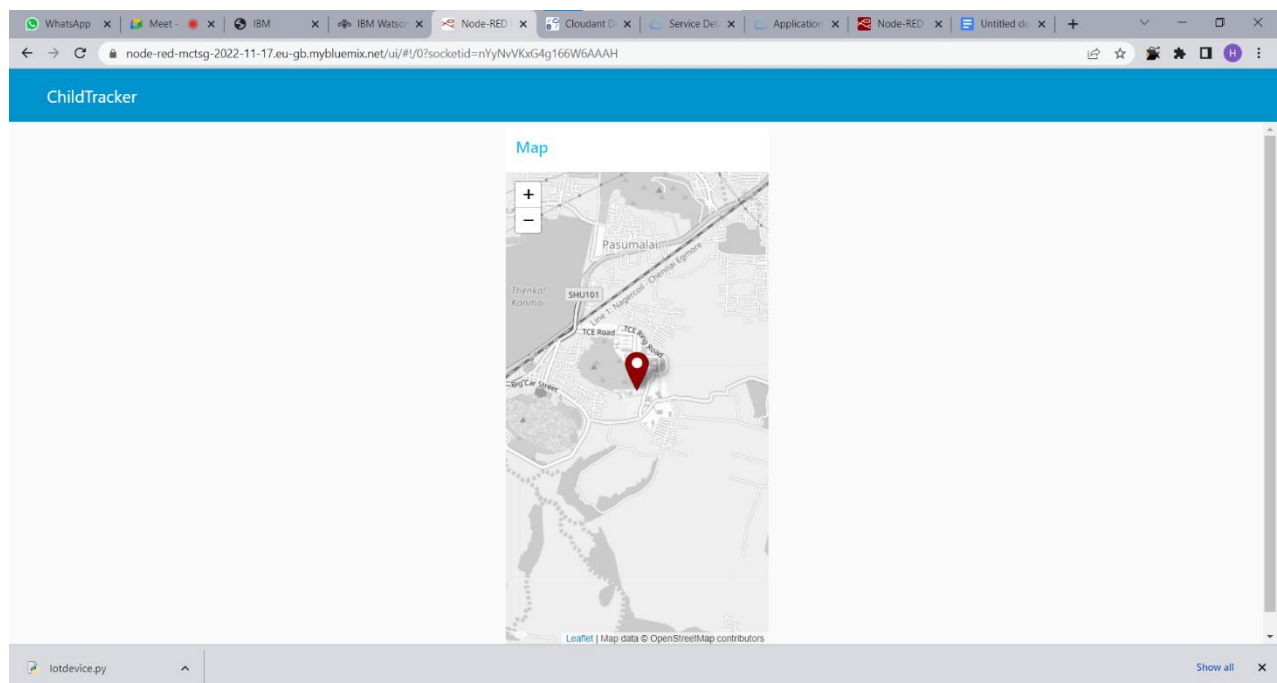 WhatsApp
Meet -
IBM
IBM Watson
Node-RED
Cloudant D
Service Det
Application
Node-RED
Untitled do
node-red-mctsg-2022-11-17.eu-gb.mybluemix.net/ui/#!/0?socketid=nYyNvVKxG4g166W6AAAH
H
ChildTracker
Map
+
−
Pasumalai
Line 1: Nagercoil - Chennai Egmore
Thenkal
Kanmai
SHU101
TCE Road
TCE Ring Road
Big Car Street
Leaflet | Map data © OpenStreetMap contributors
Iotdevice.py
Show all